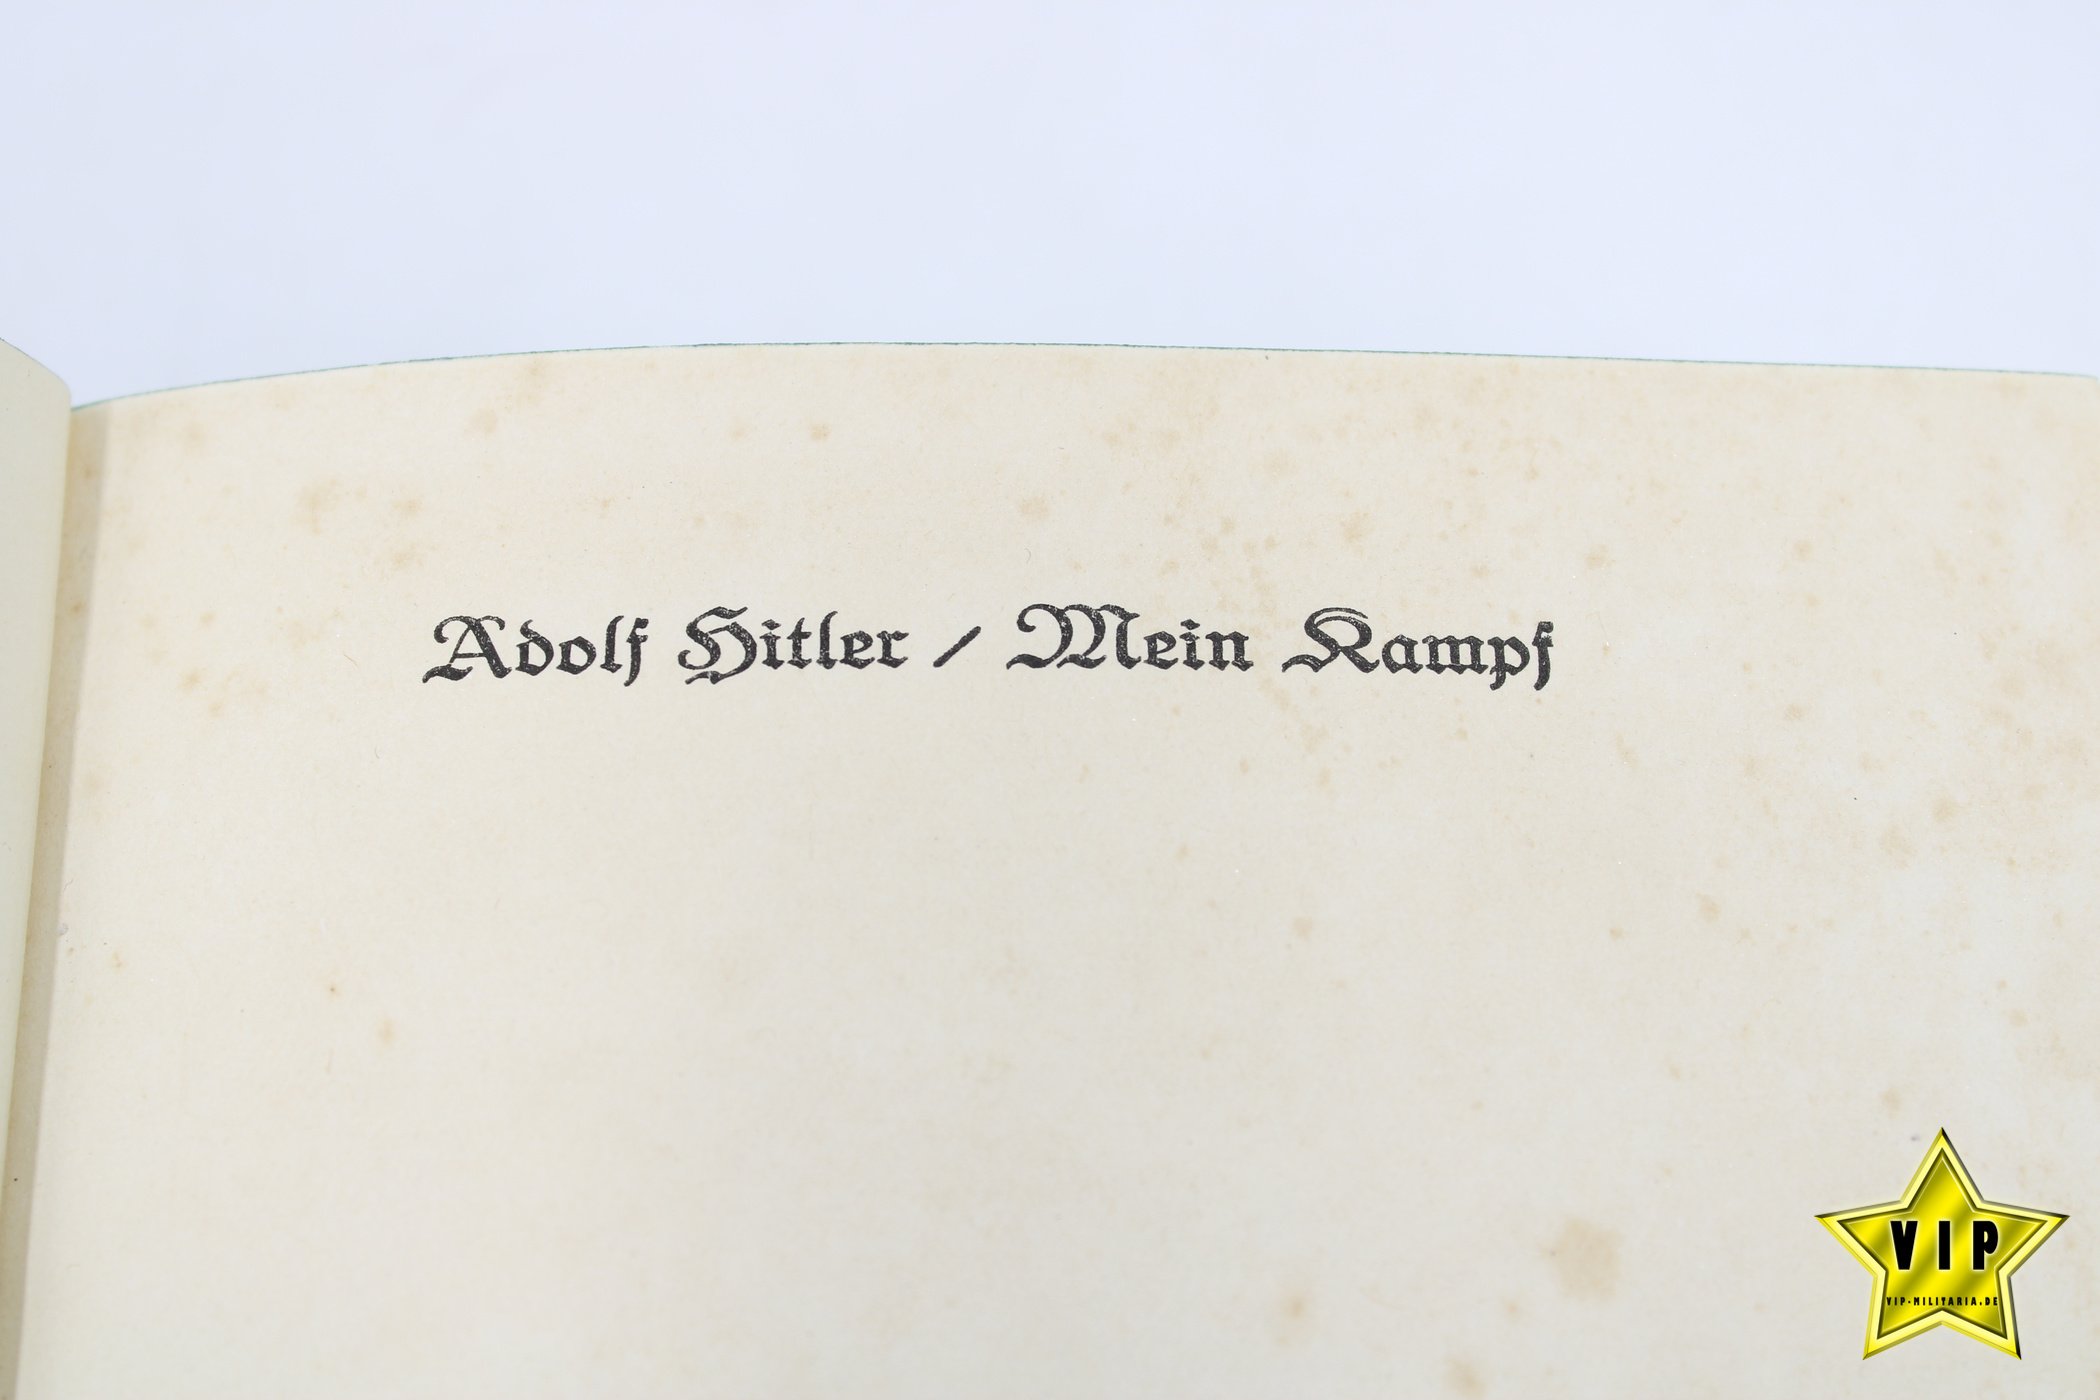 Adolf Hitler / Mein Kampf
VIP
VIP-MILITARIA.DE